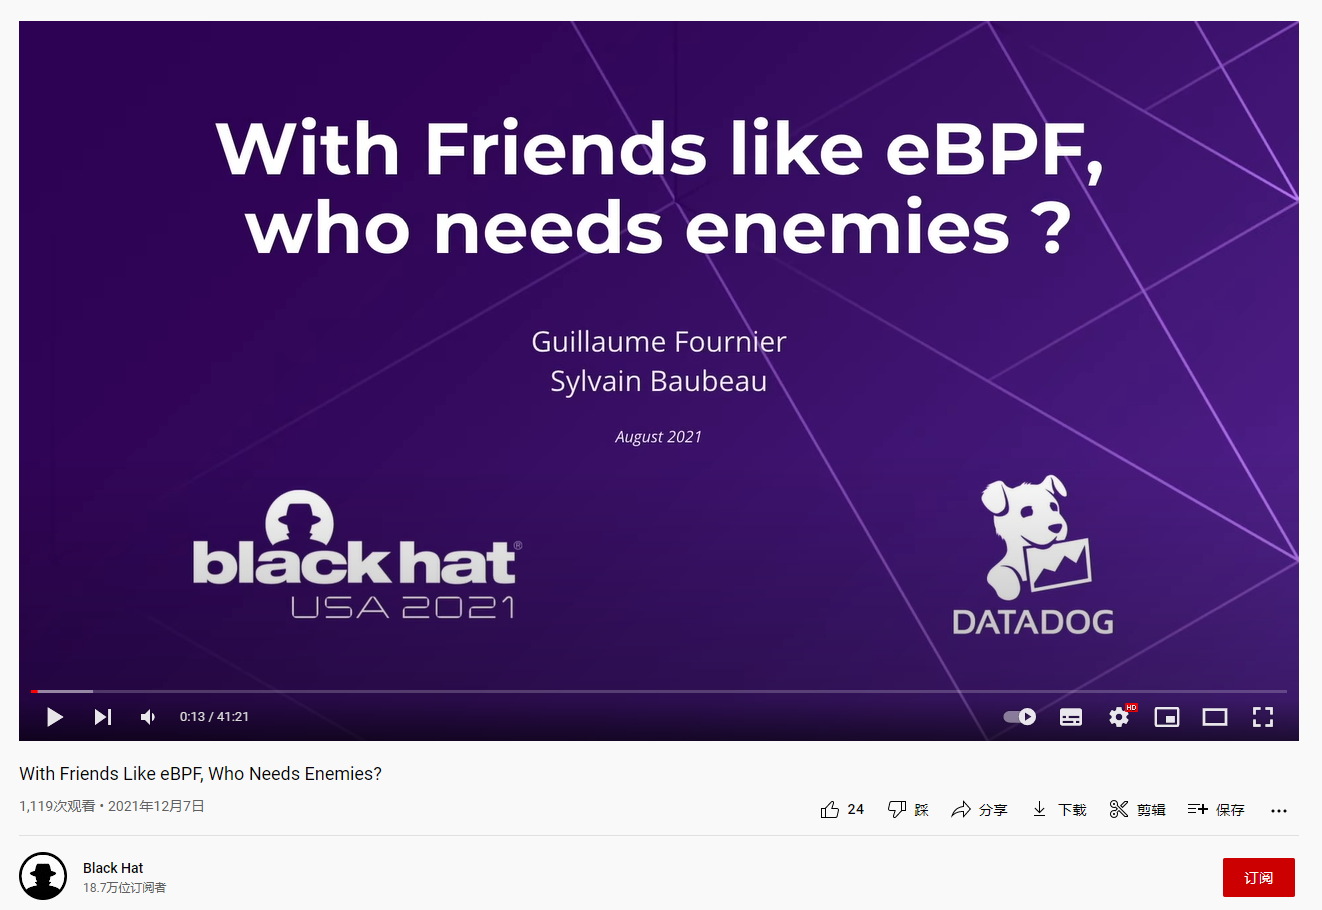 With Friends like eBPF,
who needs enemies ?
Guillaume Fournier
Sylvain Baubeau
August 2021
black hat®
USA 2021
DATADOG
0:13 / 41:21
HD
With Friends Like eBPF, Who Needs Enemies?
1,119次观看 • 2021年12月7日
24 踩 分享 下载 剪辑 保存
Black Hat
18.7万位订阅者
订阅